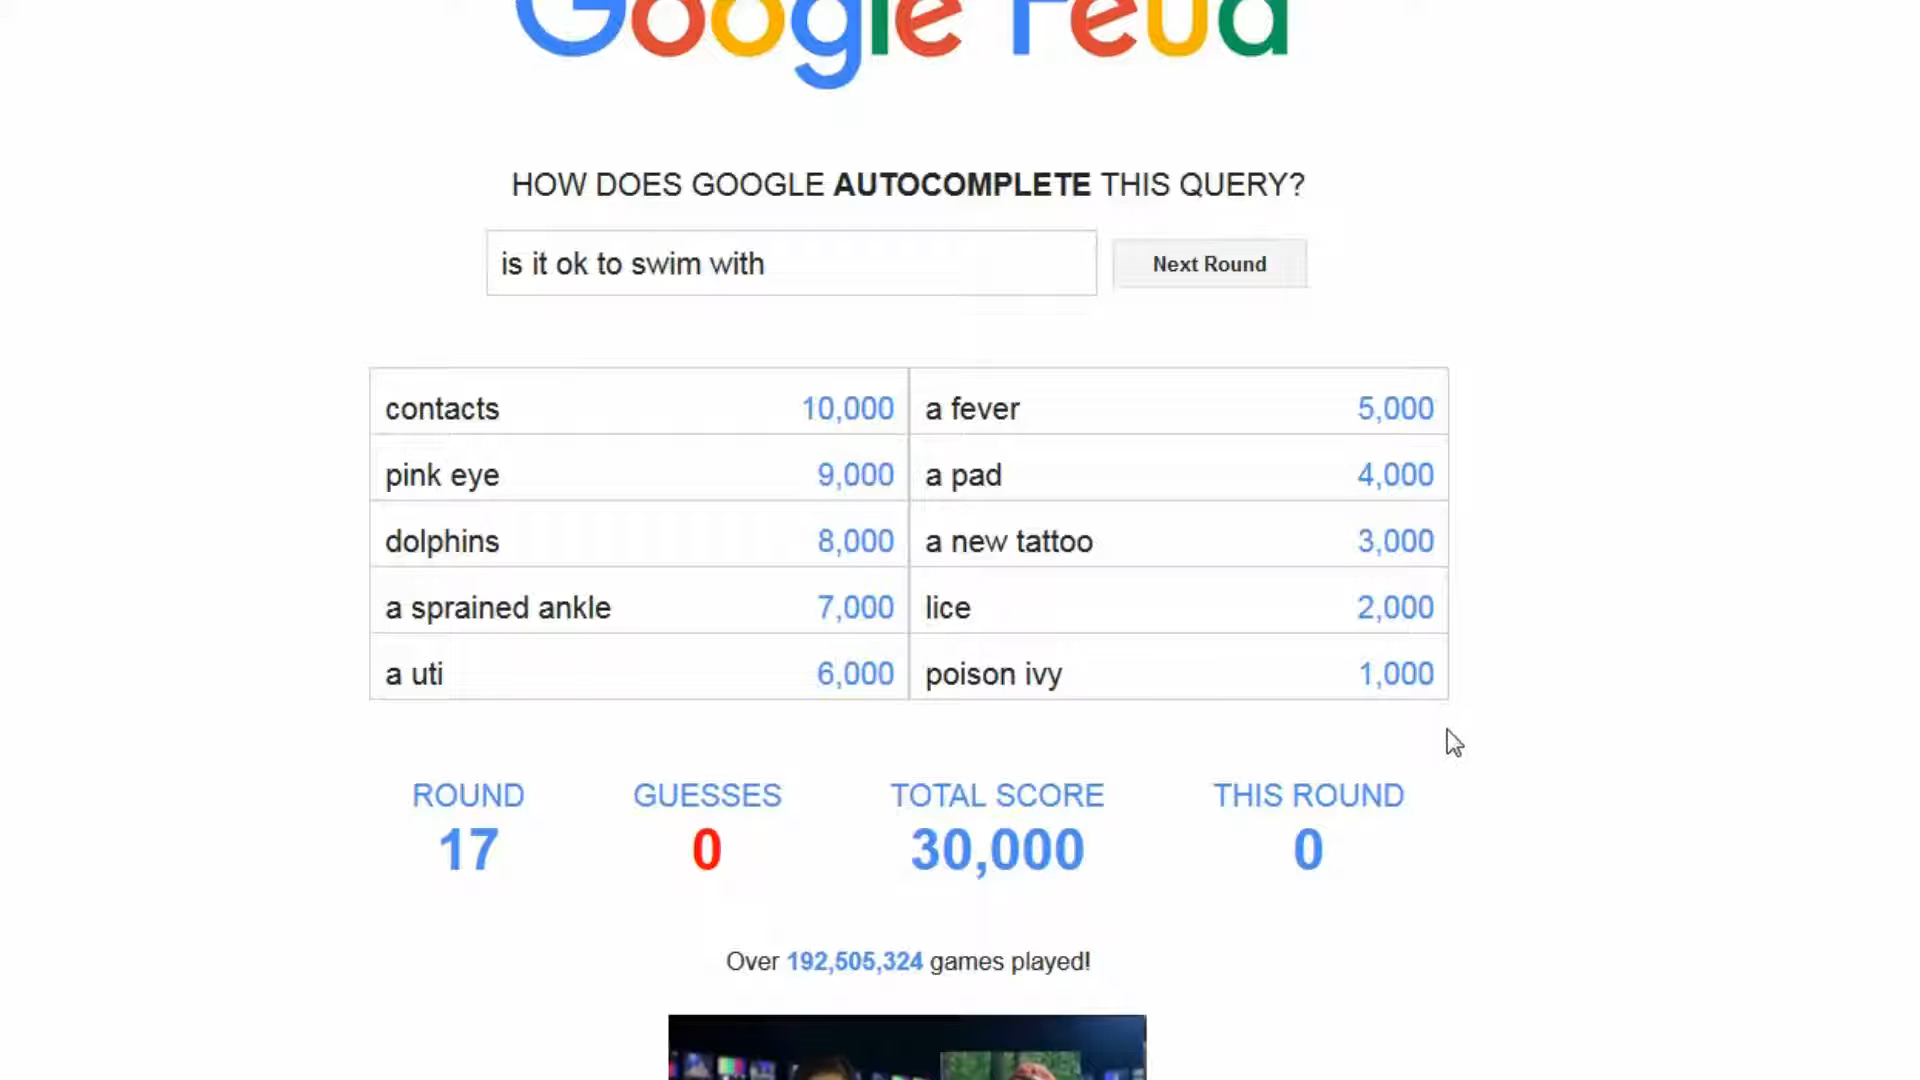 Google Feud
HOW DOES GOOGLE AUTOCOMPLETE THIS QUERY?
is it ok to swim with
Next Round
contacts 10,000 a fever 5,000
pink eye 9,000 a pad 4,000
dolphins 8,000 a new tattoo 3,000
a sprained ankle 7,000 lice 2,000
a uti 6,000 poison ivy 1,000
ROUND GUESSES TOTAL SCORE THIS ROUND
17 0 30,000 0
Over 192,505,324 games played!